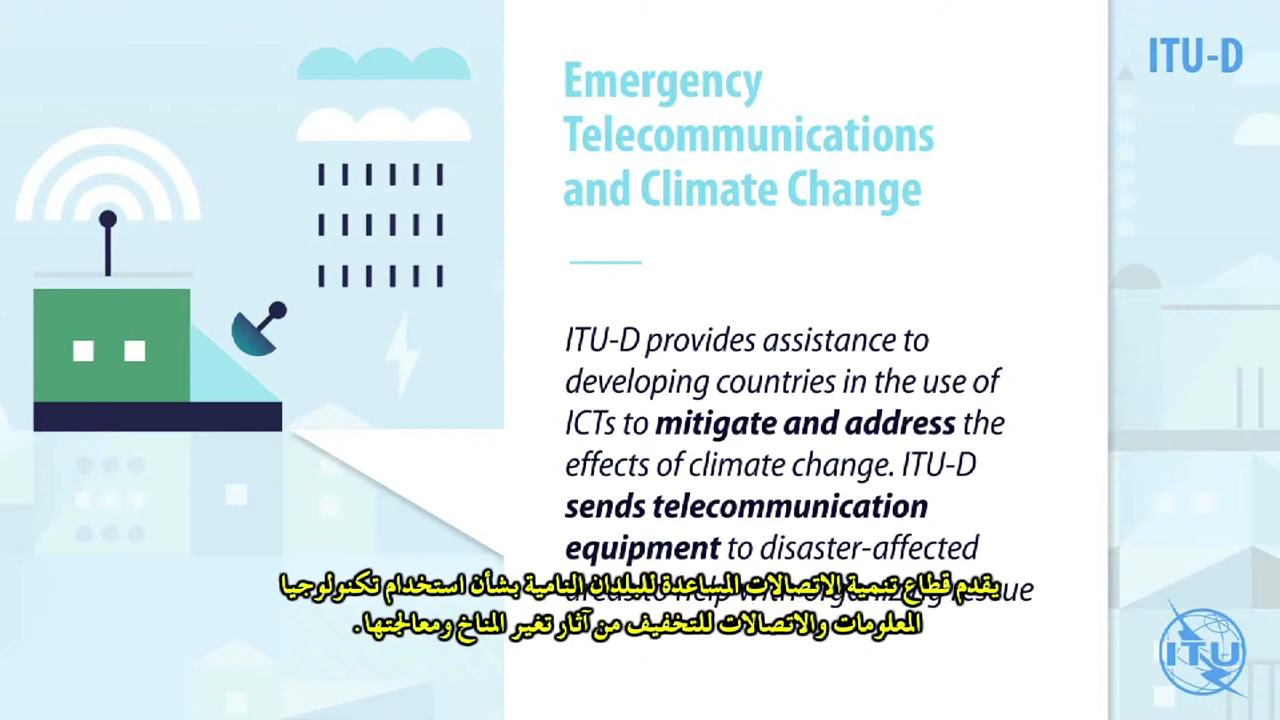 ITU-D
Emergency
Telecommunications
and Climate Change
ITU-D provides assistance to
developing countries in the use of
ICTs to mitigate and address the
effects of climate change. ITU-D
sends telecommunication
equipment to disaster-affected
يقدم قطاع تنمية الاتصالات المساعدة للبلدان النامية بشأن استخدام تكنولوجيا
المعلومات والاتصالات للتخفيف من آثار تغير المناخ ومعالجتها.
ITU